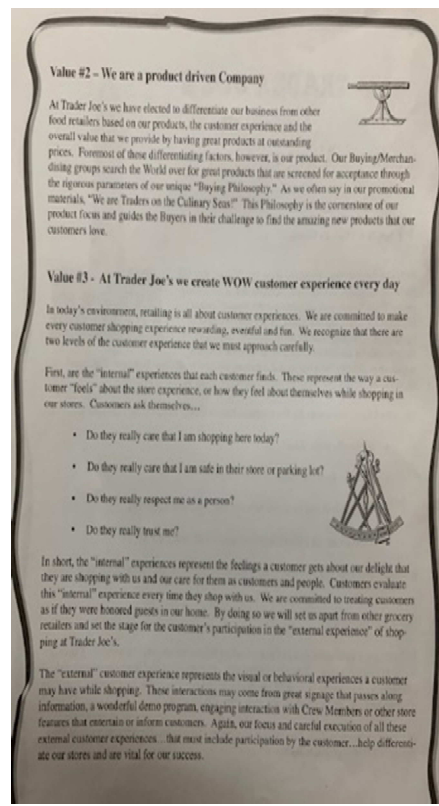 Value #2 – We are a product driven Company
At Trader Joe's we have elected to differentiate our business from other
food retailers based on our products, the customer experience and the
overall value that we provide by having great products at outstanding
prices. Foremost of these differentiating factors, however, is our product. Our Buying/Merchan-
dising groups search the World over for great products that are screened for acceptance through
the rigorous parameters of our unique "Buying Philosophy." As we often say in our promotional
materials, "We are Traders on the Culinary Seas!" This Philosophy is the cornerstone of our
product focus and guides the Buyers in their challenge to find the amazing new products that our
customers love.
Value #3 - At Trader Joe's we create WOW customer experience every day
In today's environment, retailing is all about customer experiences. We are committed to make
every customer shopping experience rewarding, eventful and fun. We recognize that there are
two levels of the customer experience that we must approach carefully.
First, are the "internal" experiences that each customer finds. These represent the way a cus-
tomer "feels" about the store experience, or how they feel about themselves while shopping in
our stores. Customers ask themselves…
• Do they really care that I am shopping here today?
• Do they really care that I am safe in their store or parking lot?
• Do they really respect me as a person?
• Do they really trust me?
In short, the "internal" experiences represent the feelings a customer gets about our delight that
they are shopping with us and our care for them as customers and people. Customers evaluate
this "internal" experience every time they shop with us. We are committed to treating customers
as if they were honored guests in our home. By doing so we will set us apart from other grocery
retailers and set the stage for the customer's participation in the "external experience" of shop-
ping at Trader Joe's.
The "external" customer experience represents the visual or behavioral experiences a customer
may have while shopping. These interactions may come from great signage that passes along
information, a wonderful demo program, engaging interaction with Crew Members or other store
features that entertain or inform customers. Again, our focus and careful execution of all these
external customer experiences…that must include participation by the customer…help differenti-
ate our stores and are vital for our success.